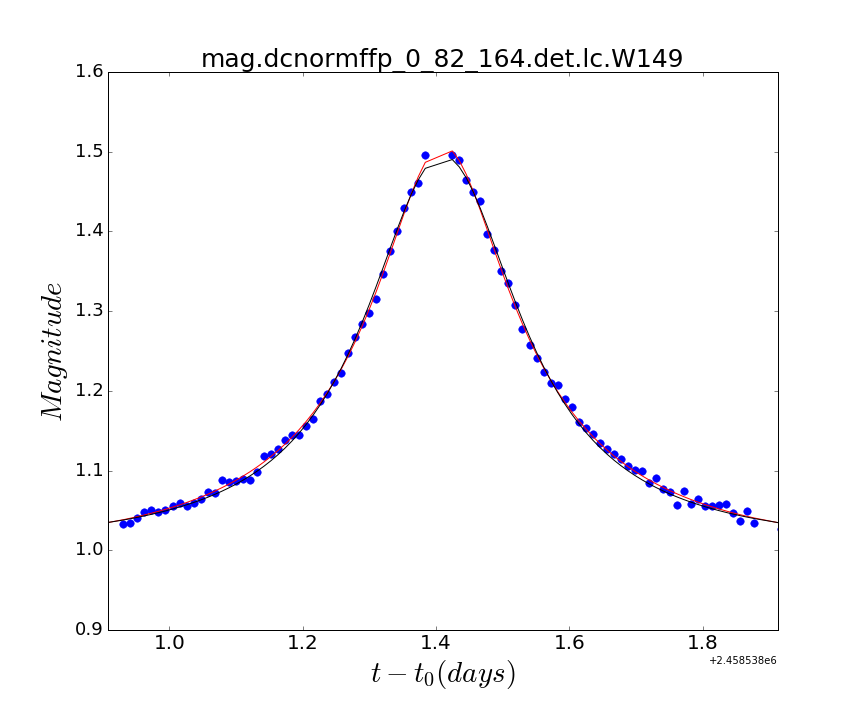 mag.dcnormffp_0_82_164.det.lc.W149
1.6
1.5
1.4
1.3
1.2
1.1
1.0
0.9
Magnitude
1.0 1.2 1.4 1.6 1.8
+2.458538e6
t − t₀(days)